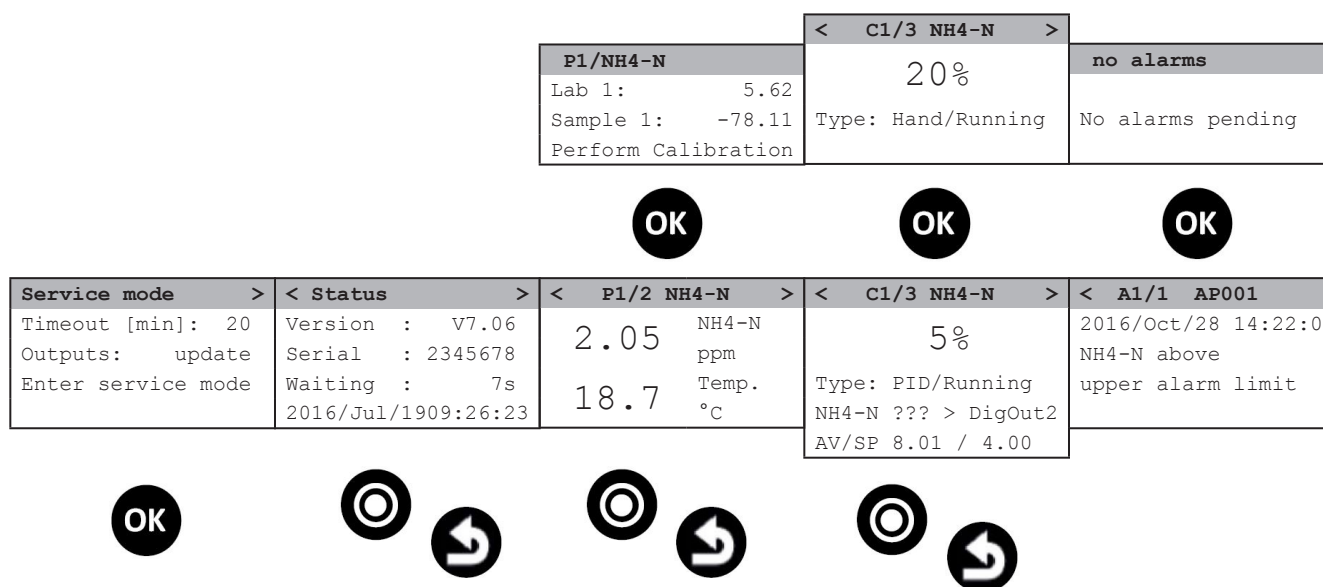 P1/NH4-N
Lab 1: 5.62
Sample 1: -78.11
Perform Calibration
< C1/3 NH4-N >
20%
Type: Hand/Running
no alarms
No alarms pending
OK
OK
OK
Service mode >
Timeout [min]: 20
Outputs: update
Enter service mode
< Status >
Version : V7.06
Serial : 2345678
Waiting : 7s
2016/Jul/1909:26:23
< P1/2 NH4-N >
2.05 NH4-N
ppm
18.7 Temp.
°C
< C1/3 NH4-N >
5%
Type: PID/Running
NH4-N ??? > DigOut2
AV/SP 8.01 / 4.00
< A1/1 AP001
2016/Oct/28 14:22:0
NH4-N above
upper alarm limit
OK